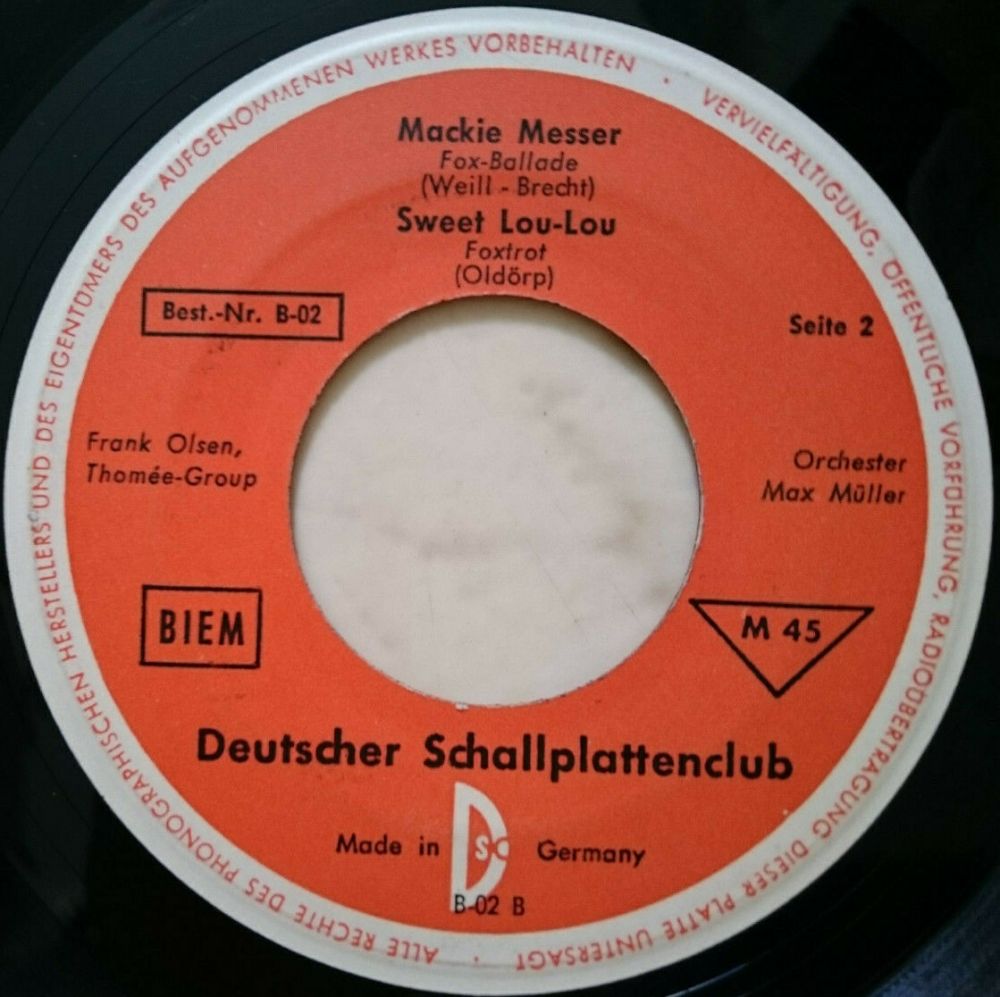 Mackie Messer
Fox-Ballade
(Weill - Brecht)
Sweet Lou-Lou
Foxtrot
(Oldörp)
Best.-Nr. B-02
Seite 2
Frank Olsen,
Thomée-Group
Orchester
Max Müller
BIEM
M 45
Deutscher Schallplattenclub
Made in DSC Germany
B-02 B
ALLE RECHTE DES PHONOGRAPHISCHEN HERSTELLERS UND DES EIGENTÜMERS DES AUFGENOMMENEN WERKES VORBEHALTEN · VERVIELFÄLTIGUNG, ÖFFENTLICHE VORFÜHRUNG, RADIOÜBERTRAGUNG DIESER PLATTE UNTERSAGT ·